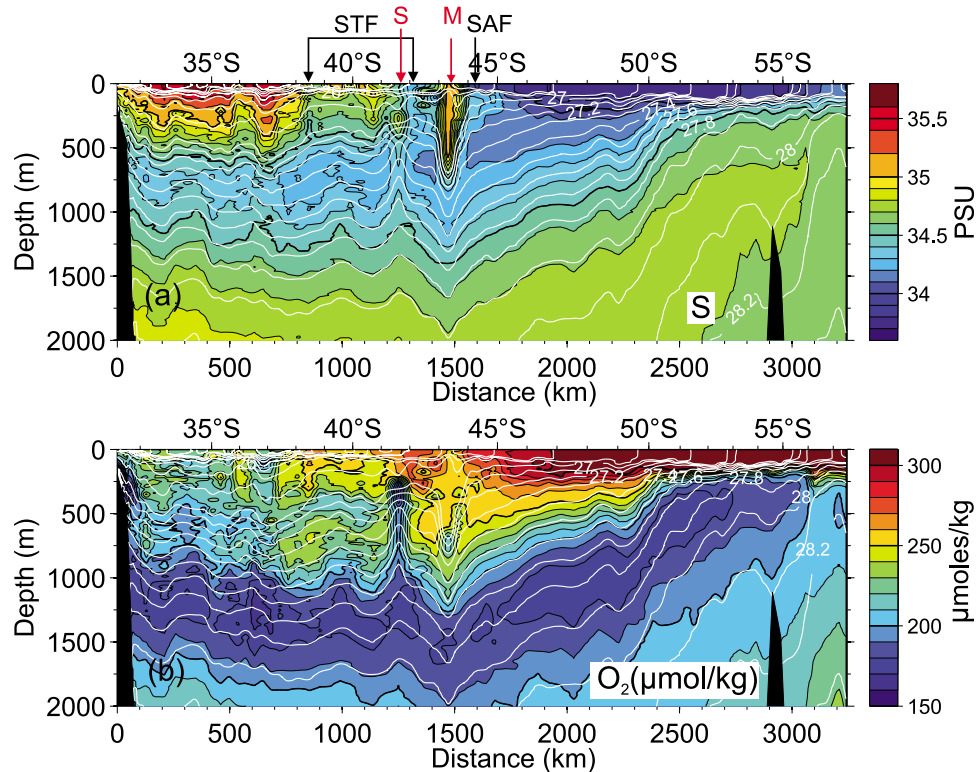 STF S M SAF
35°S 40°S 45°S 50°S 55°S
0
500
1000
1500
2000
Depth (m)
27 27.2 27.4 27.6 27.8 28 28.2
(a)
S
35.5
35
34.5
34
PSU
0 500 1000 1500 2000 2500 3000
Distance (km)
35°S 40°S 45°S 50°S 55°S
0
500
1000
1500
2000
Depth (m)
27 27.2 27.4 27.6 27.8 28 28.2
(b)
O₂(μmol/kg)
300
250
200
150
μmoles/kg
0 500 1000 1500 2000 2500 3000
Distance (km)